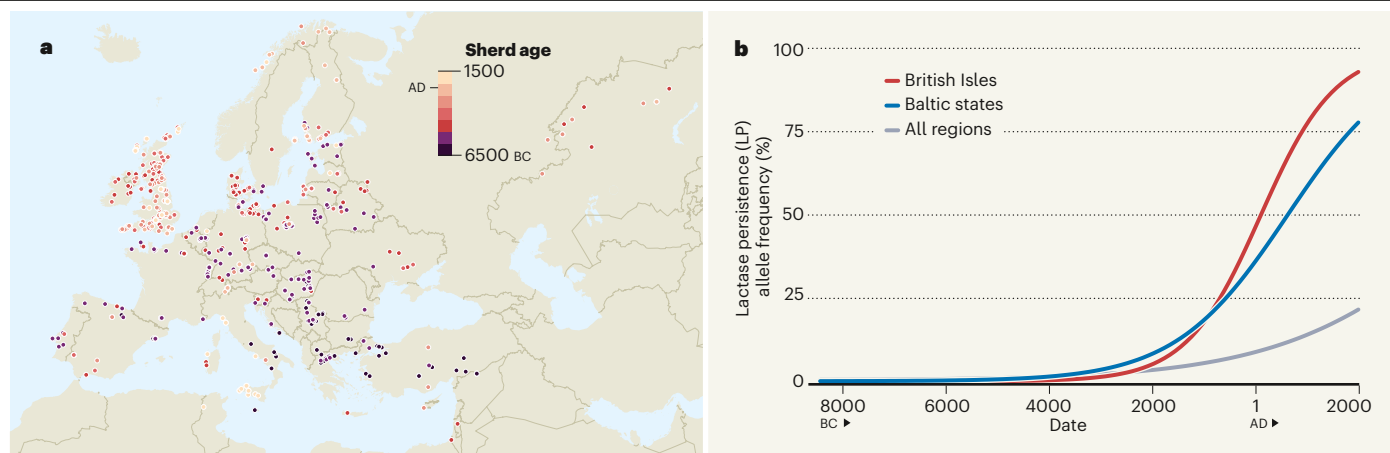 a
Sherd age
1500
AD
6500 BC
b
Lactase persistence (LP)
allele frequency (%)
100
75
50
25
0
British Isles
Baltic states
All regions
8000 6000 4000 2000 1 2000
BC ▶ AD ▶
Date